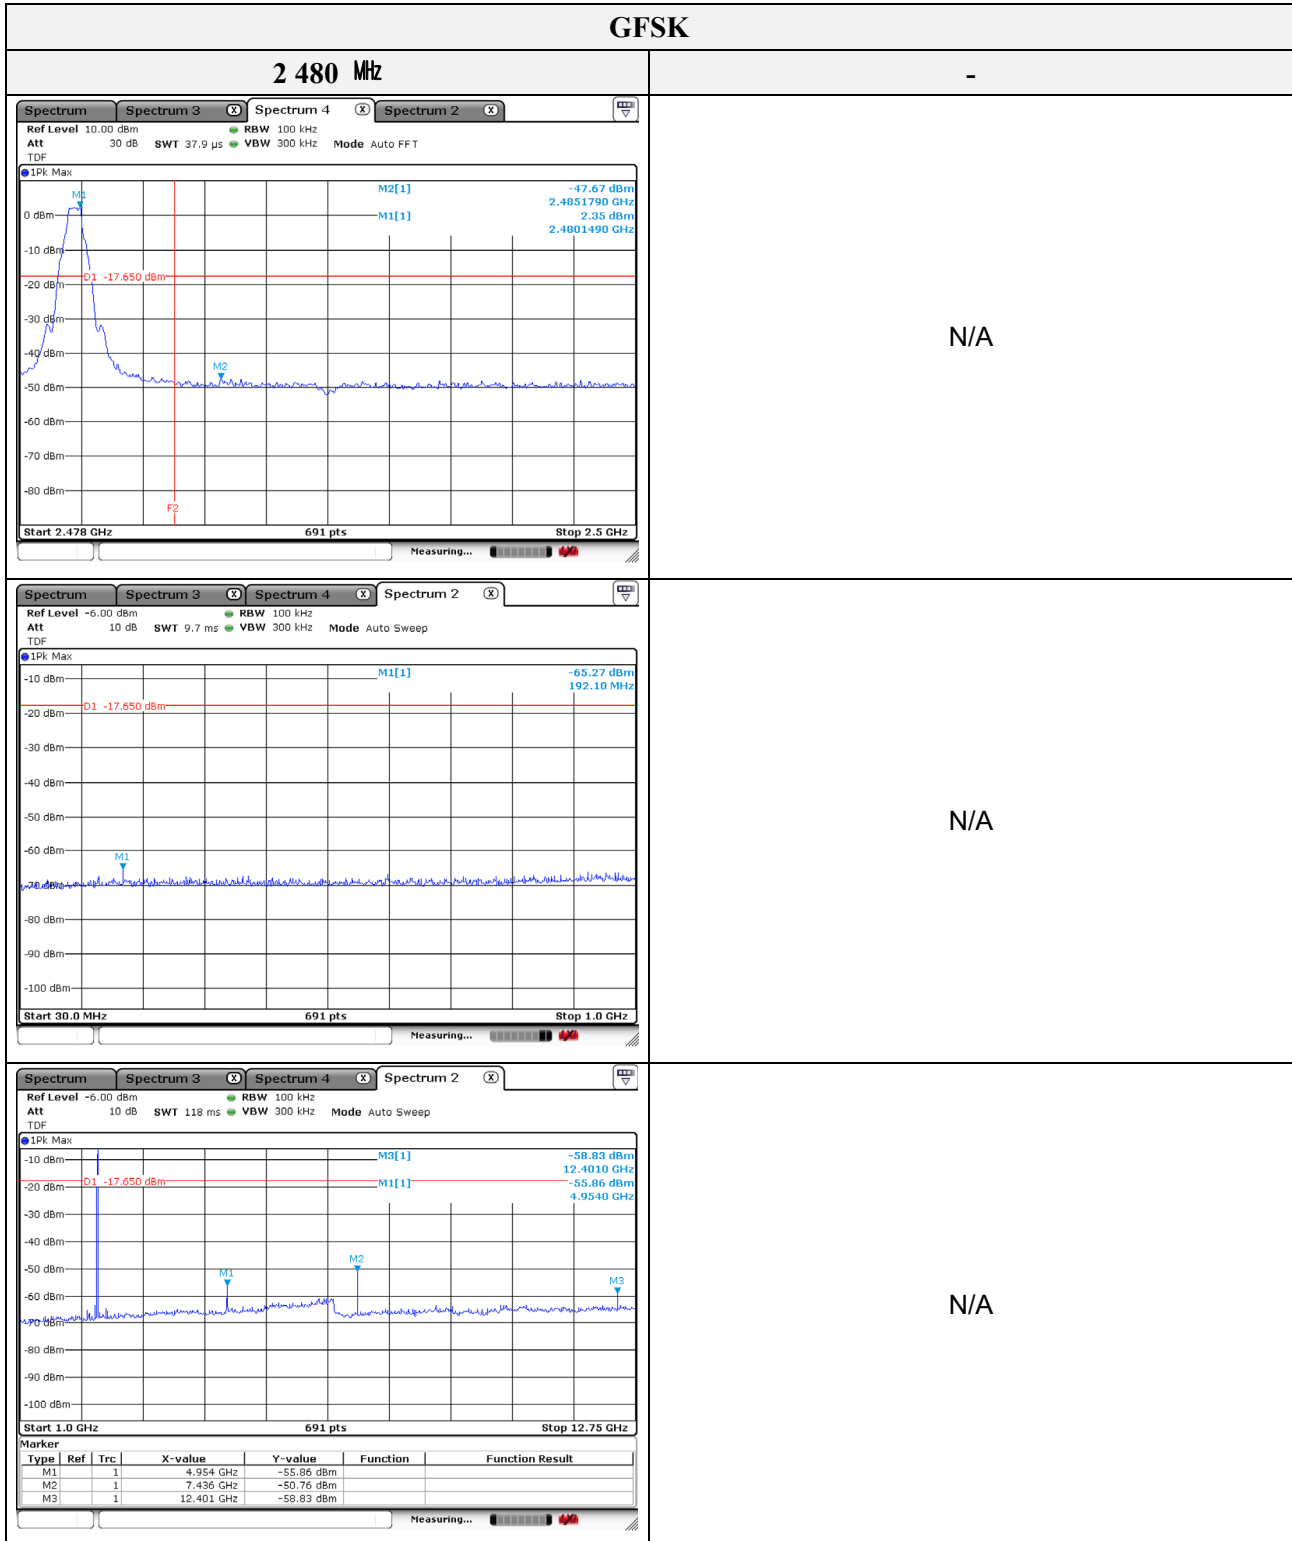 GFSK
2 480 ㎒
-
Spectrum Spectrum 3 X Spectrum 4 X Spectrum 2 X
Ref Level 10.00 dBm RBW 100 kHz
Att 30 dB SWT 37.9 µs VBW 300 kHz Mode Auto FFT
TDF
1Pk Max
M2[1] -47.67 dBm
2.4851790 GHz
M1[1] 2.35 dBm
2.4801490 GHz
M1
0 dBm
-10 dBm
D1 -17.650 dBm
-20 dBm
-30 dBm
-40 dBm
M2
-50 dBm
-60 dBm
-70 dBm
-80 dBm
F2
Start 2.478 GHz 691 pts Stop 2.5 GHz
Measuring...
N/A
Spectrum Spectrum 3 X Spectrum 4 X Spectrum 2 X
Ref Level -6.00 dBm RBW 100 kHz
Att 10 dB SWT 9.7 ms VBW 300 kHz Mode Auto Sweep
TDF
1Pk Max
M1[1] -65.27 dBm
192.10 MHz
-10 dBm
D1 -17.650 dBm
-20 dBm
-30 dBm
-40 dBm
-50 dBm
-60 dBm
M1
-70 dBm
-80 dBm
-90 dBm
-100 dBm
Start 30.0 MHz 691 pts Stop 1.0 GHz
Measuring...
N/A
Spectrum Spectrum 3 X Spectrum 4 X Spectrum 2 X
Ref Level -6.00 dBm RBW 100 kHz
Att 10 dB SWT 118 ms VBW 300 kHz Mode Auto Sweep
TDF
1Pk Max
M3[1] -58.83 dBm
12.4010 GHz
M1[1] -55.86 dBm
4.9540 GHz
-10 dBm
D1 -17.650 dBm
-20 dBm
-30 dBm
-40 dBm
M2
-50 dBm
M1
M3
-60 dBm
-70 dBm
-80 dBm
-90 dBm
-100 dBm
Start 1.0 GHz 691 pts Stop 12.75 GHz
Marker
Type Ref Trc X-value Y-value Function Function Result
M1 1 4.954 GHz -55.86 dBm
M2 1 7.436 GHz -50.76 dBm
M3 1 12.401 GHz -58.83 dBm
Measuring...
N/A